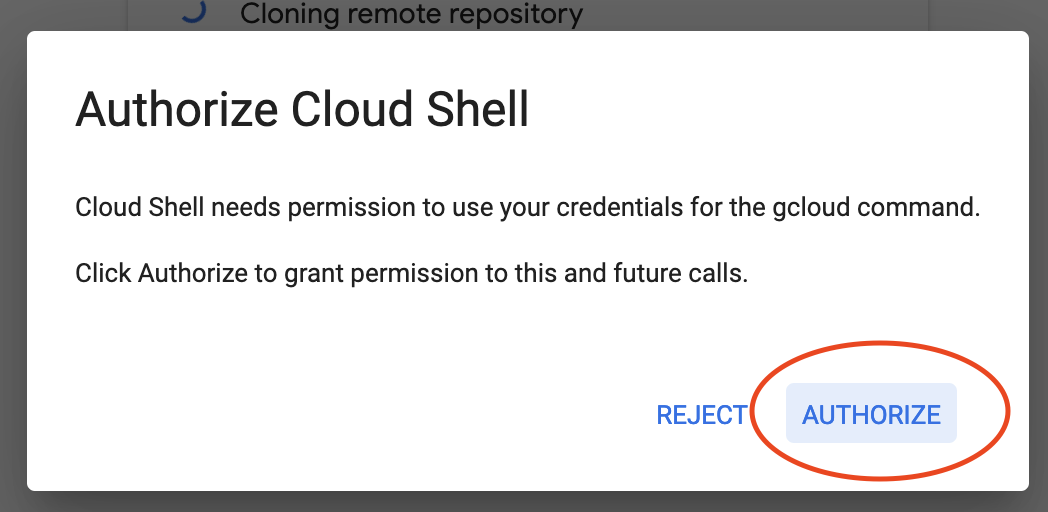 Cloning remote repository
Authorize Cloud Shell
Cloud Shell needs permission to use your credentials for the gcloud command.
Click Authorize to grant permission to this and future calls.
REJECT
AUTHORIZE